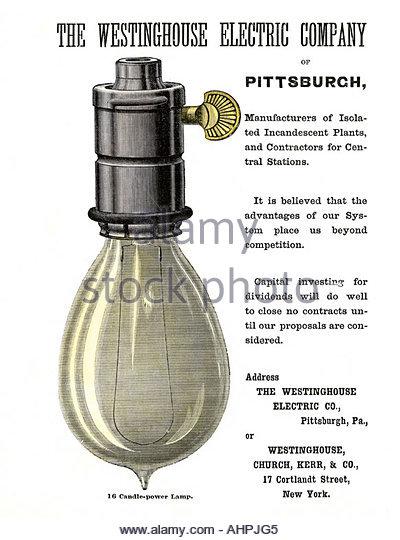 THE WESTINGHOUSE ELECTRIC COMPANY
OF
PITTSBURGH,
Manufacturers of Isola-
ted Incandescent Plants,
and Contractors for Cen-
tral Stations.
It is believed that the
advantages of our Sys-
tem place us beyond
competition.
Capital investing for
dividends will do well
to close no contracts un-
til our proposals are con-
sidered.
Address
THE WESTINGHOUSE
ELECTRIC CO.,
Pittsburg, Pa.,
or
WESTINGHOUSE,
CHURCH, KERR, & CO.,
17 Cortlandt Street,
New York.
16 Candle-power Lamp.
alamy
stock photo
www.alamy.com - AHPJG5